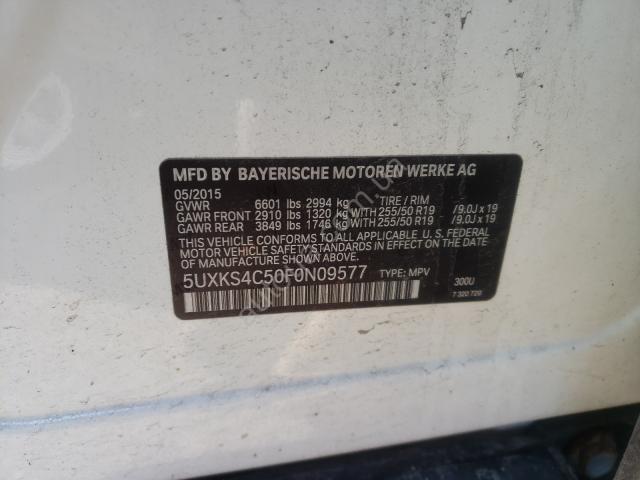 MFD BY BAYERISCHE MOTOREN WERKE AG
05/2015
GVWR 6601 lbs 2994 kg TIRE / RIM
GAWR FRONT 2910 lbs 1320 kg WITH 255/50 R19 /9.0J x 19
GAWR REAR 3849 lbs 1746 kg WITH 255/50 R19 /9.0J x 19
THIS VEHICLE CONFORMS TO ALL APPLICABLE U.S. FEDERAL
MOTOR VEHICLE SAFETY STANDARDS IN EFFECT ON THE DATE
OF MANUFACTURE SHOWN ABOVE.
5UXKS4C50F0N09577 TYPE: MPV 300U
7 320 729